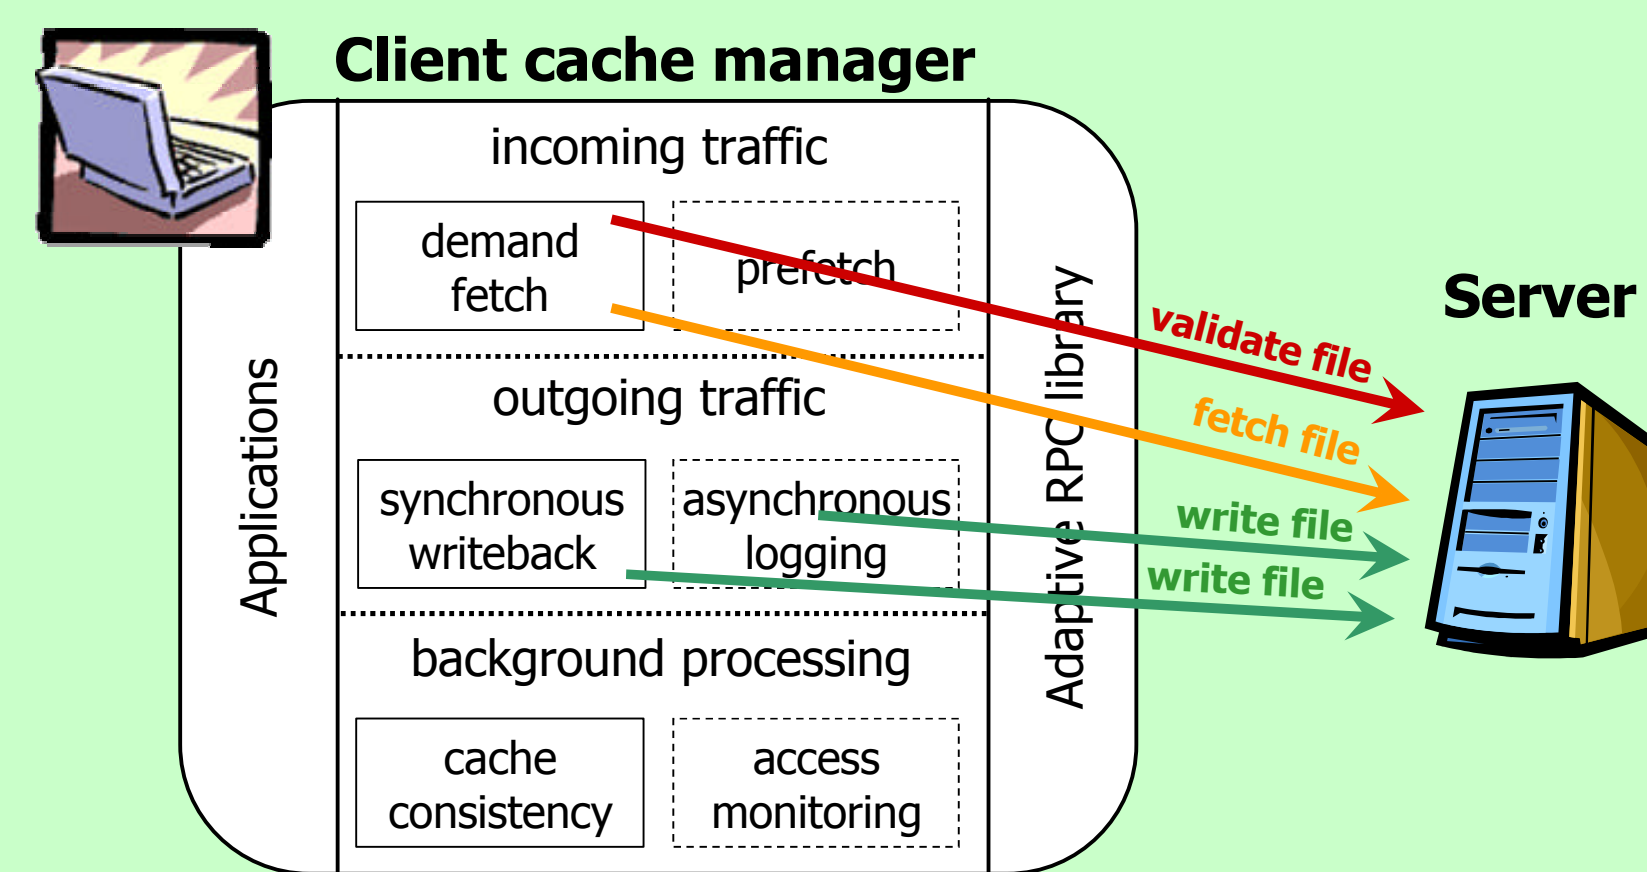 Client cache manager
incoming traffic
demand
fetch
prefetch
outgoing traffic
synchronous
writeback
asynchronous
logging
background processing
cache
consistency
access
monitoring
Applications
Adaptive RPC library
validate file
fetch file
write file
write file
Server